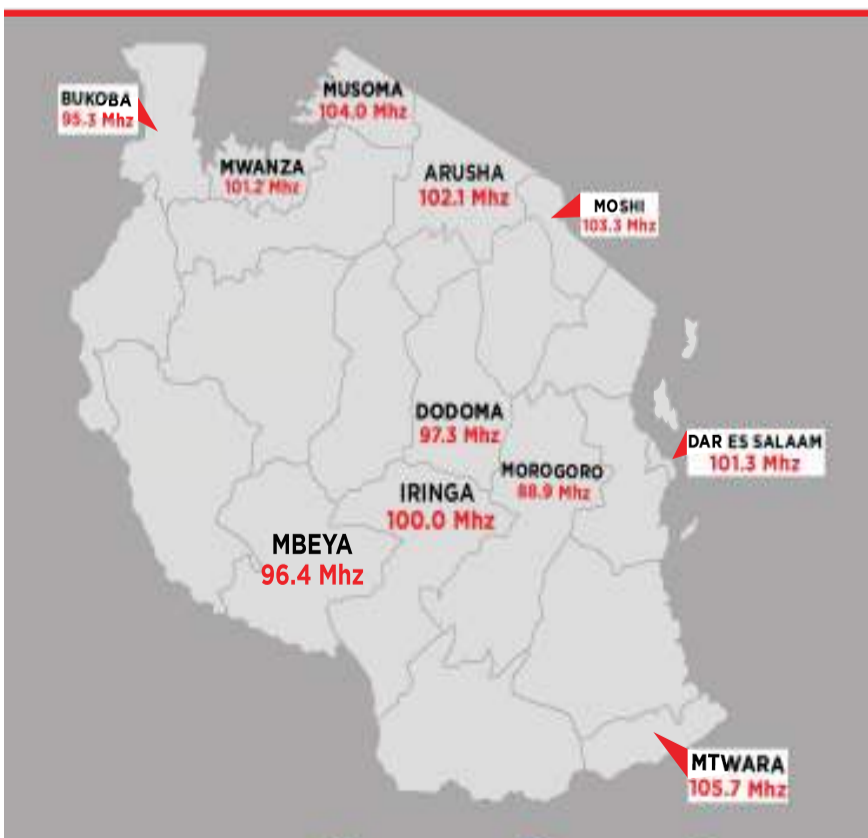 BUKOBA
95.3 Mhz
MUSOMA
104.0 Mhz
MWANZA
101.2 Mhz
ARUSHA
102.1 Mhz
MOSHI
103.3 Mhz
DODOMA
97.3 Mhz
DAR ES SALAAM
101.3 Mhz
MOROGORO
88.9 Mhz
IRINGA
100.0 Mhz
MBEYA
96.4 Mhz
MTWARA
105.7 Mhz